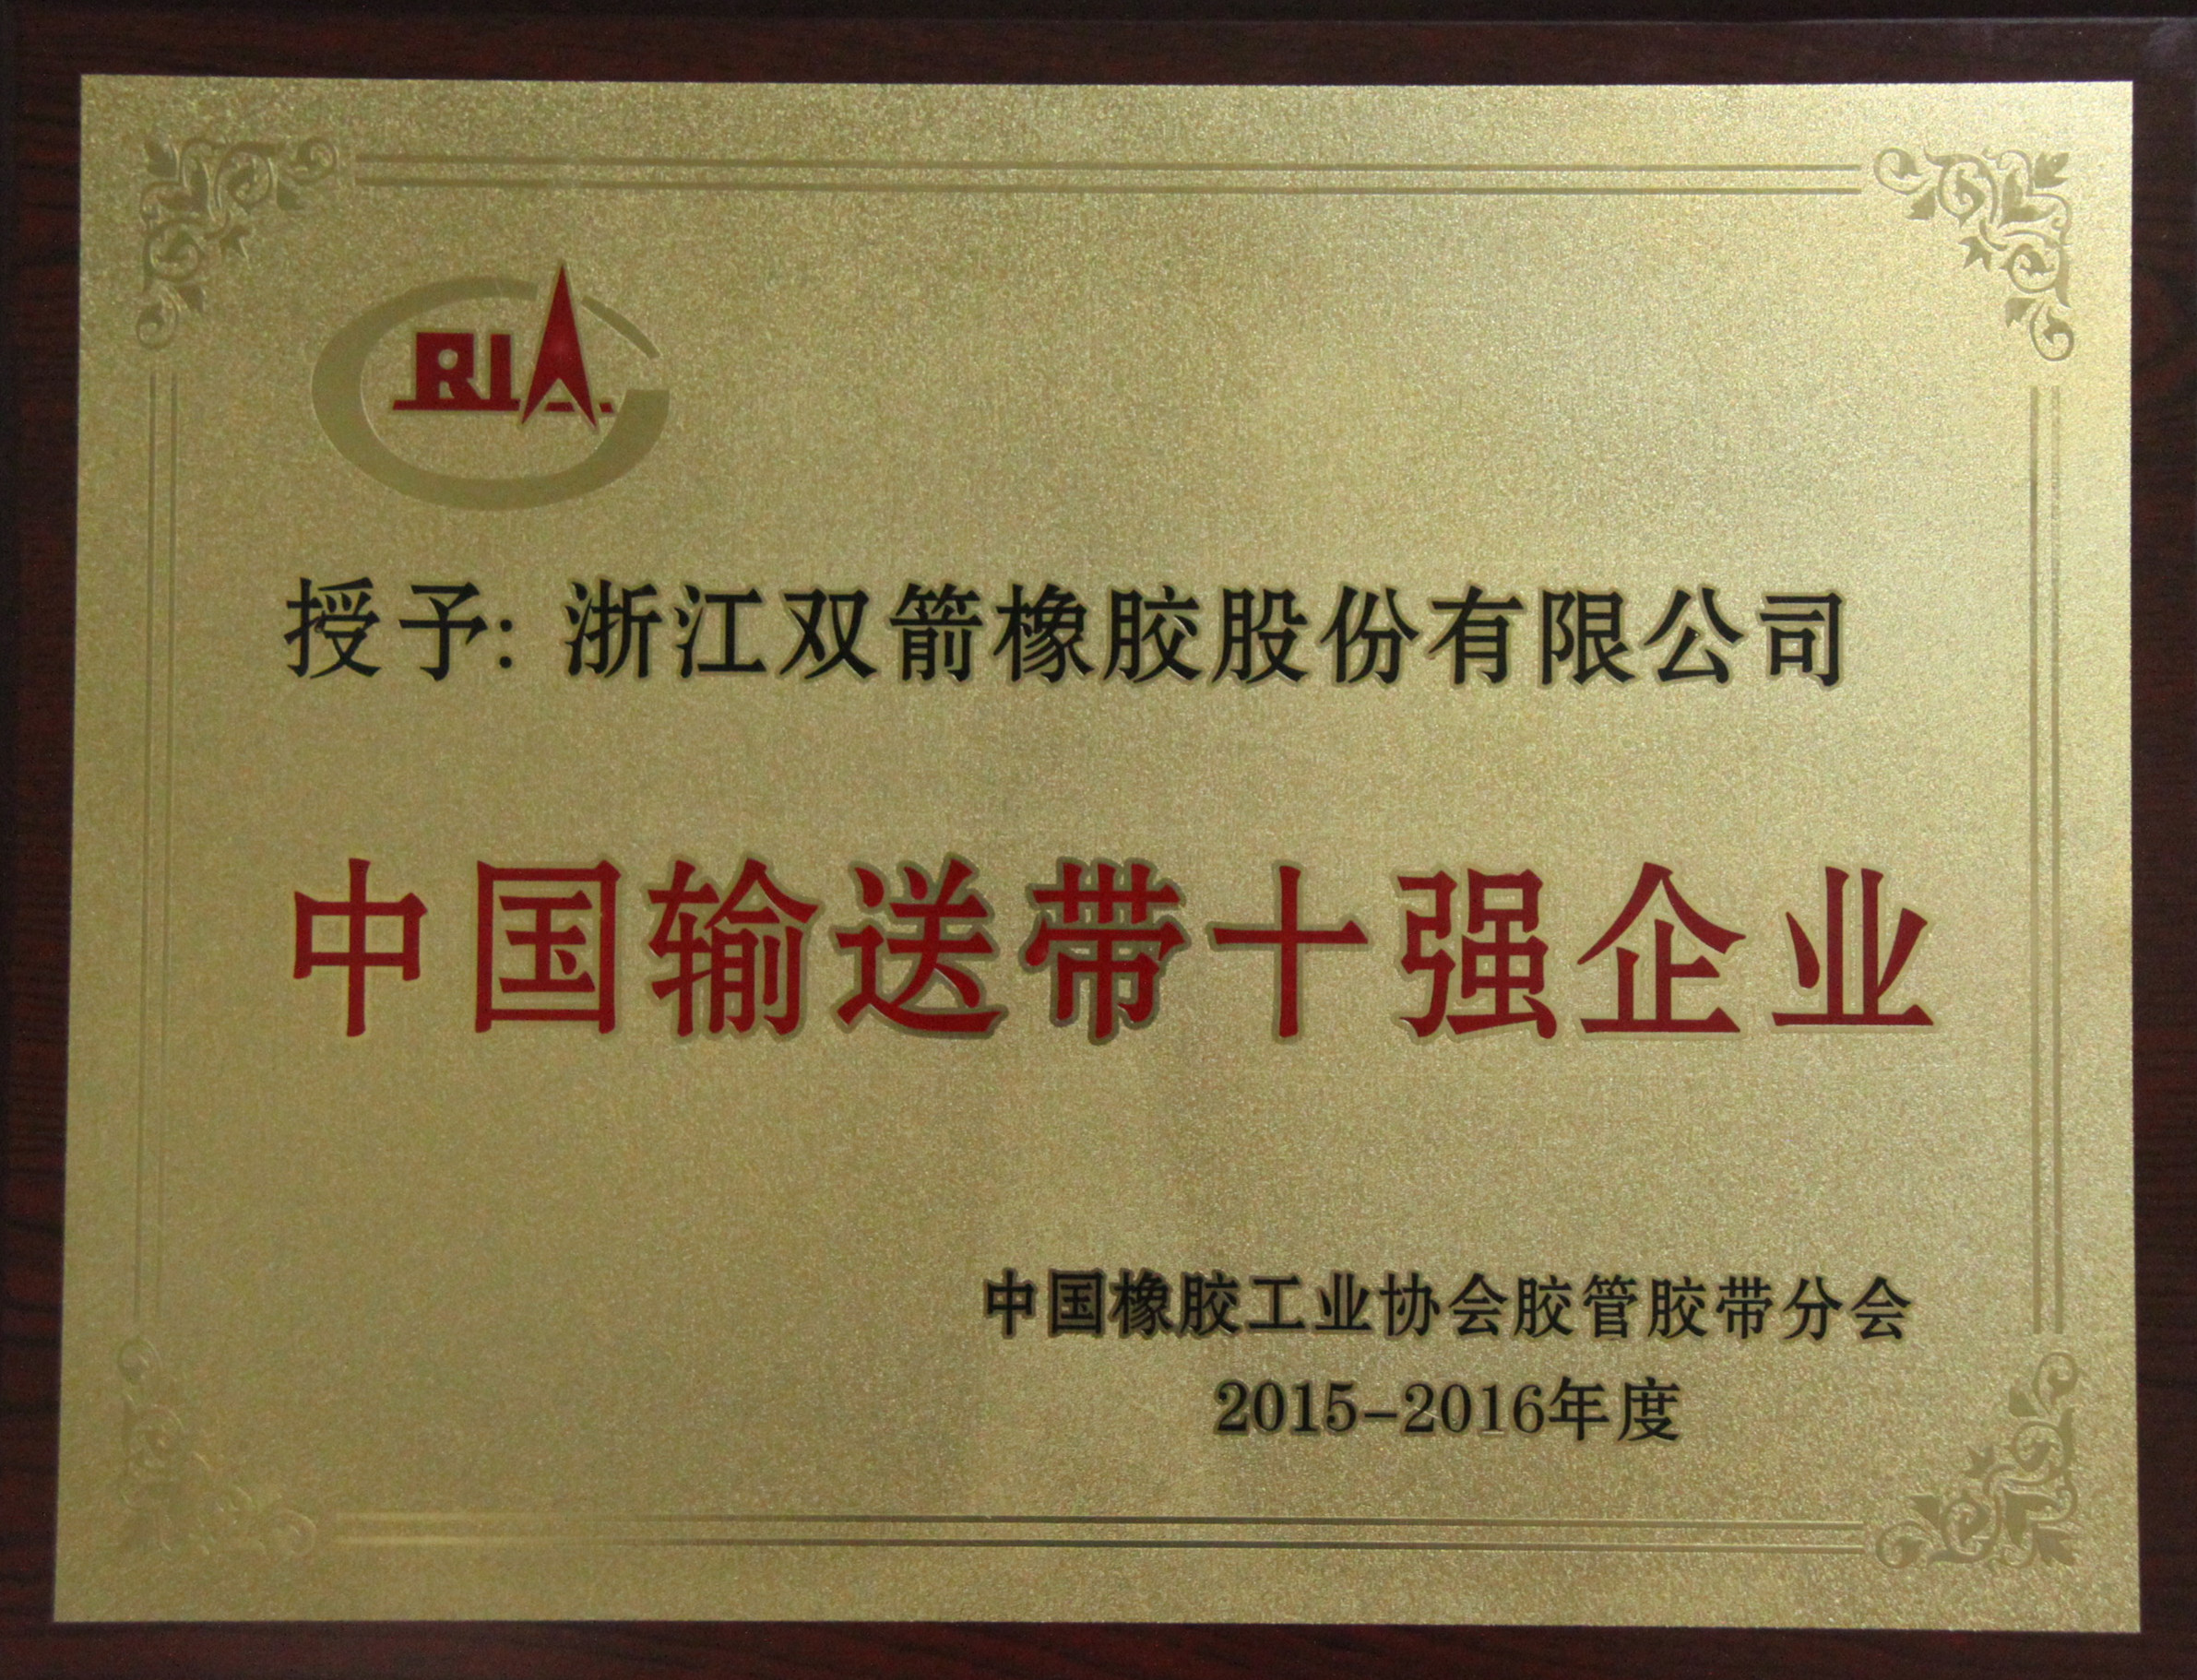 RIA
授予: 浙江双箭橡胶股份有限公司
中国输送带十强企业
中国橡胶工业协会胶管胶带分会
2015-2016年度